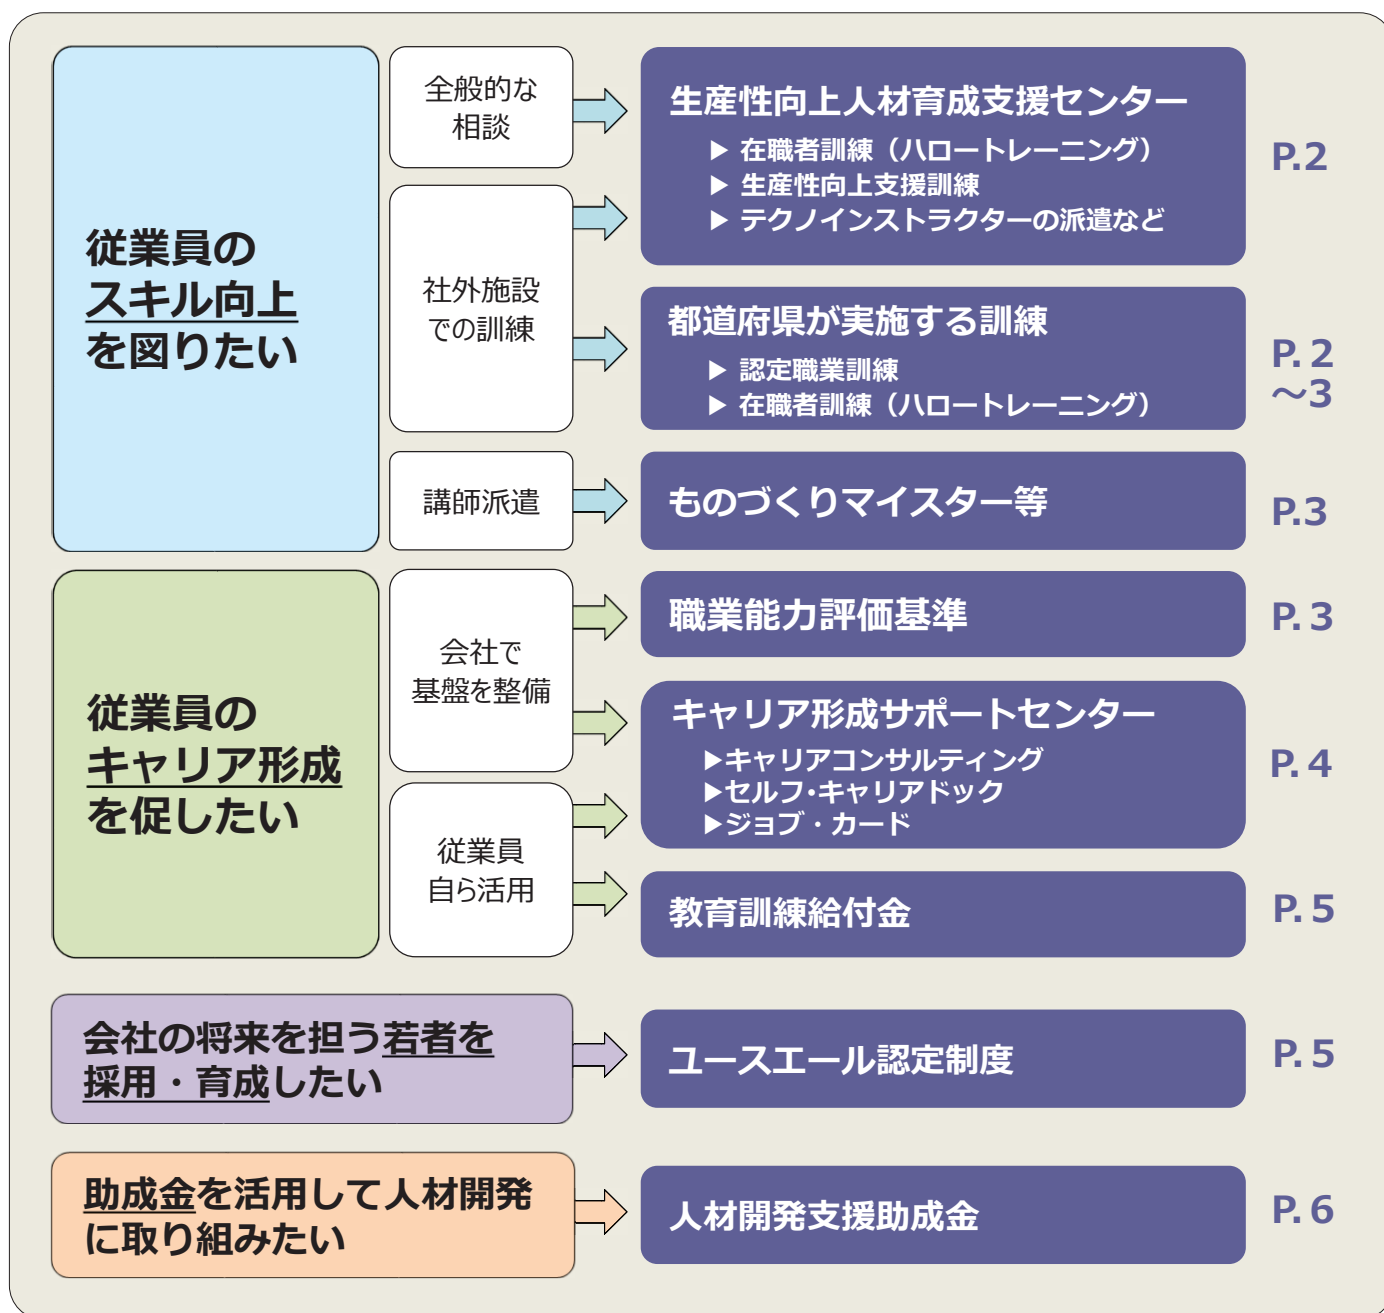 従業員の
スキル向上
を図りたい
全般的な
相談
生産性向上人材育成支援センター
▶ 在職者訓練（ハロートレーニング）
▶ 生産性向上支援訓練
▶ テクノインストラクターの派遣など
P.2
社外施設
での訓練
都道府県が実施する訓練
▶ 認定職業訓練
▶ 在職者訓練（ハロートレーニング）
P. 2
～3
講師派遣
ものづくりマイスター等
P.3
従業員の
キャリア形成
を促したい
会社で
基盤を整備
職業能力評価基準
P. 3
キャリア形成サポートセンター
▶キャリアコンサルティング
▶セルフ・キャリアドック
▶ジョブ・カード
P. 4
従業員
自ら活用
教育訓練給付金
P. 5
会社の将来を担う若者を
採用・育成したい
ユースエール認定制度
P. 5
助成金を活用して人材開発
に取り組みたい
人材開発支援助成金
P. 6